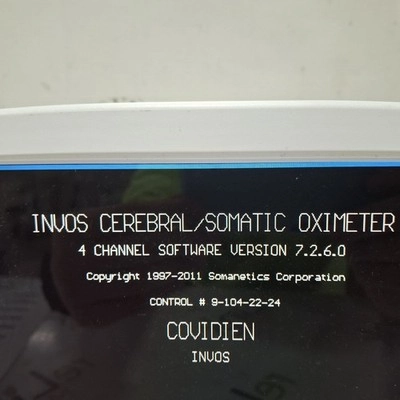 INVOS CEREBRAL/SOMATIC OXIMETER
4 CHANNEL SOFTWARE VERSION 7.2.6.0
Copyright 1997-2011 Somanetics Corporation
CONTROL # 9-104-22-24
COVIDIEN
INVOS